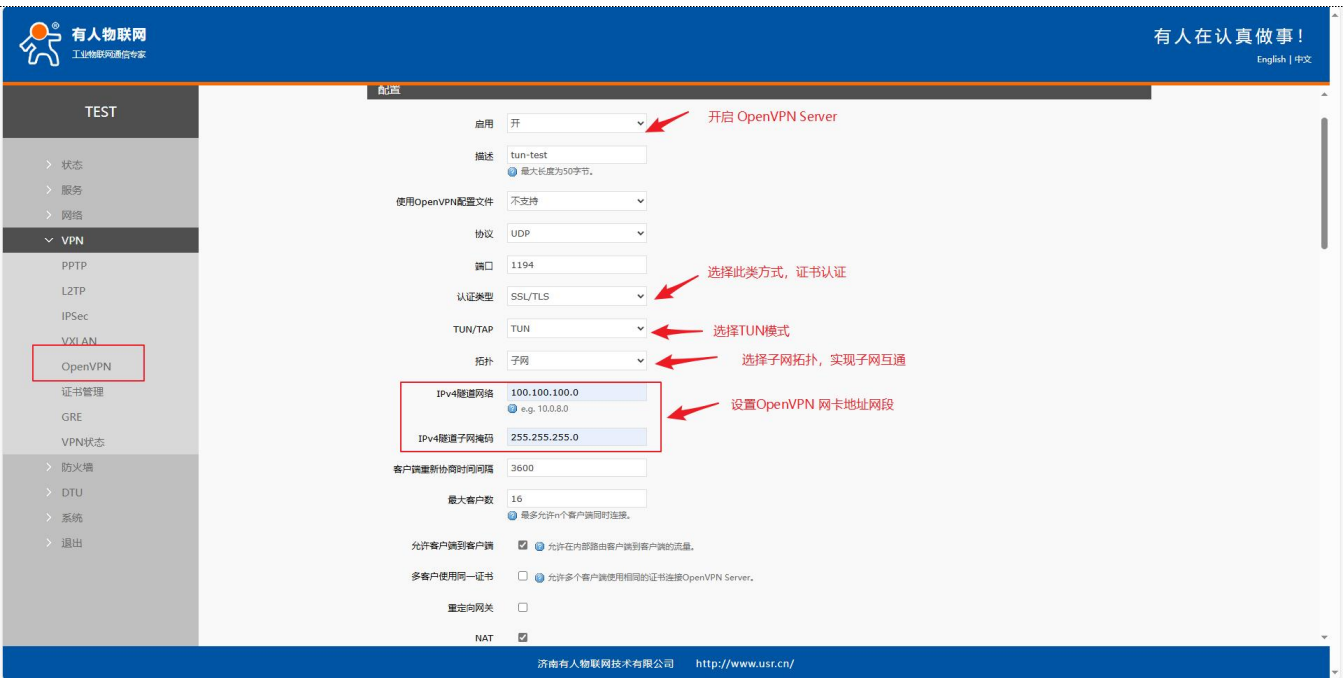 有人物联网
工业物联网通信专家
有人在认真做事!
English | 中文
TEST
状态
服务
网络
VPN
PPTP
L2TP
IPSec
VXLAN
OpenVPN
证书管理
GRE
VPN状态
防火墙
DTU
系统
退出
配置
启用 开 开启 OpenVPN Server
描述 tun-test
最大长度为50字节。
使用OpenVPN配置文件 不支持
协议 UDP
端口 1194
选择此类方式，证书认证
认证类型 SSL/TLS
TUN/TAP TUN 选择TUN模式
拓扑 子网 选择子网拓扑，实现子网互通
IPv4隧道网络 100.100.100.0
e.g. 10.0.8.0
设置OpenVPN 网卡地址网段
IPv4隧道子网掩码 255.255.255.0
客户端重新协商时间间隔 3600
最大客户数 16
最多允许n个客户端同时连接。
允许客户端到客户端 允许在内部路由客户端到客户端的流量。
多客户使用同一证书 允许多个客户端使用相同的证书连接OpenVPN Server。
重定向网关
NAT
济南有人物联网技术有限公司 http://www.usr.cn/